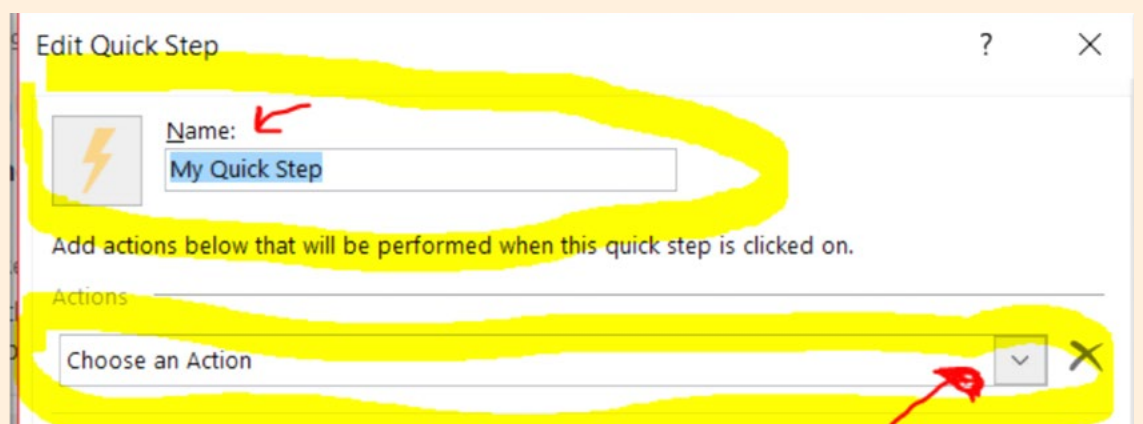 Edit Quick Step
?
Name:
My Quick Step
Add actions below that will be performed when this quick step is clicked on.
Actions
Choose an Action